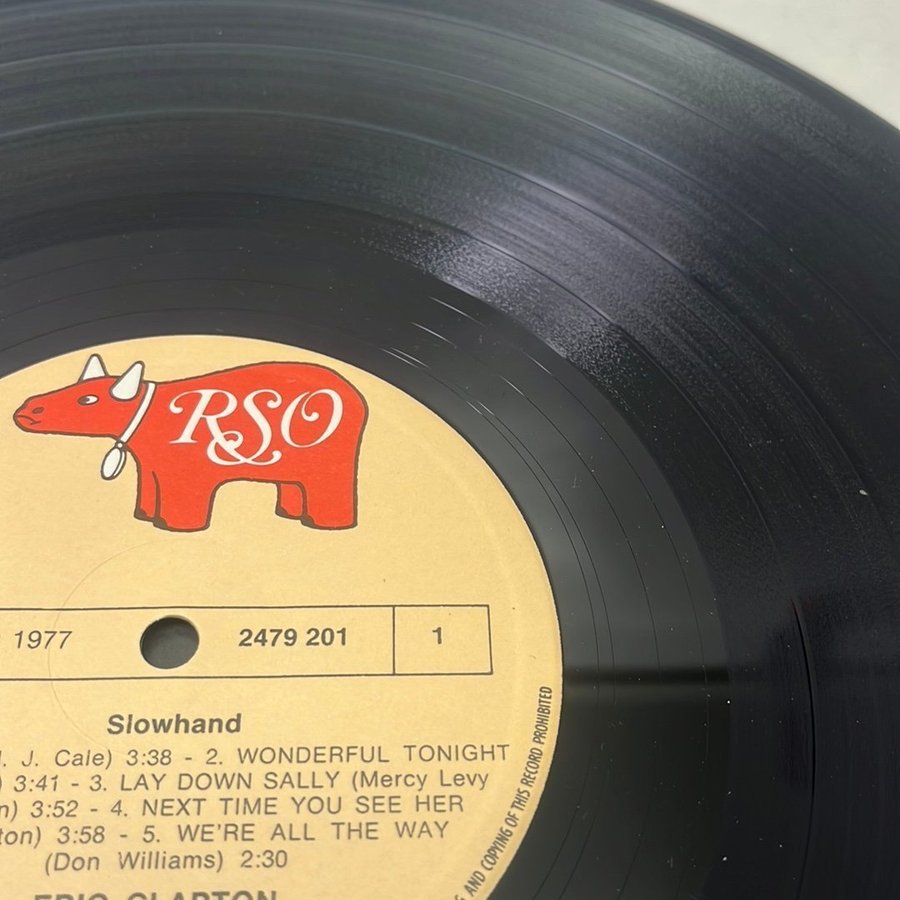 RSO
1977 2479 201 1
Slowhand
J. Cale) 3:38 - 2. WONDERFUL TONIGHT
3:41 - 3. LAY DOWN SALLY (Mercy Levy
3:52 - 4. NEXT TIME YOU SEE HER
3:58 - 5. WE'RE ALL THE WAY
(Don Williams) 2:30
ERIC CLAPTON
AND COPYING OF THIS RECORD PROHIBITED